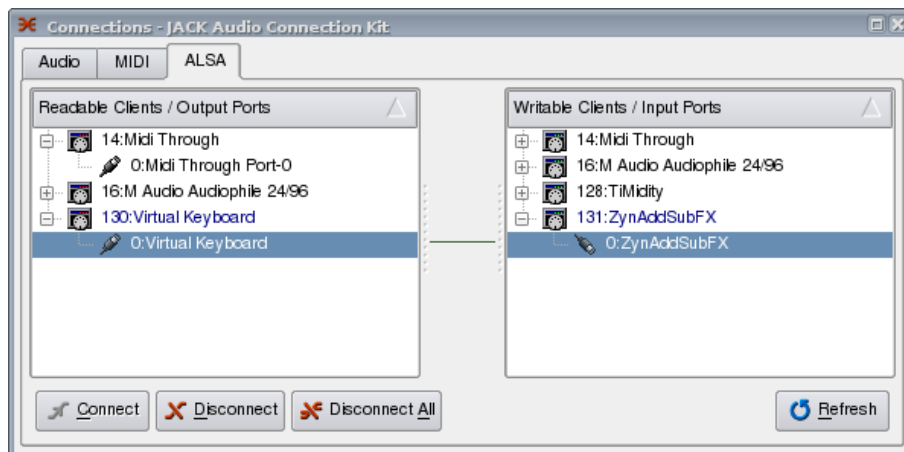 Connections - JACK Audio Connection Kit
Audio MIDI ALSA
Readable Clients / Output Ports
14:Midi Through
0:Midi Through Port-0
16:M Audio Audiophile 24/96
130:Virtual Keyboard
0:Virtual Keyboard
Writable Clients / Input Ports
14:Midi Through
16:M Audio Audiophile 24/96
128:TiMidity
131:ZynAddSubFX
0:ZynAddSubFX
Connect Disconnect Disconnect All Refresh